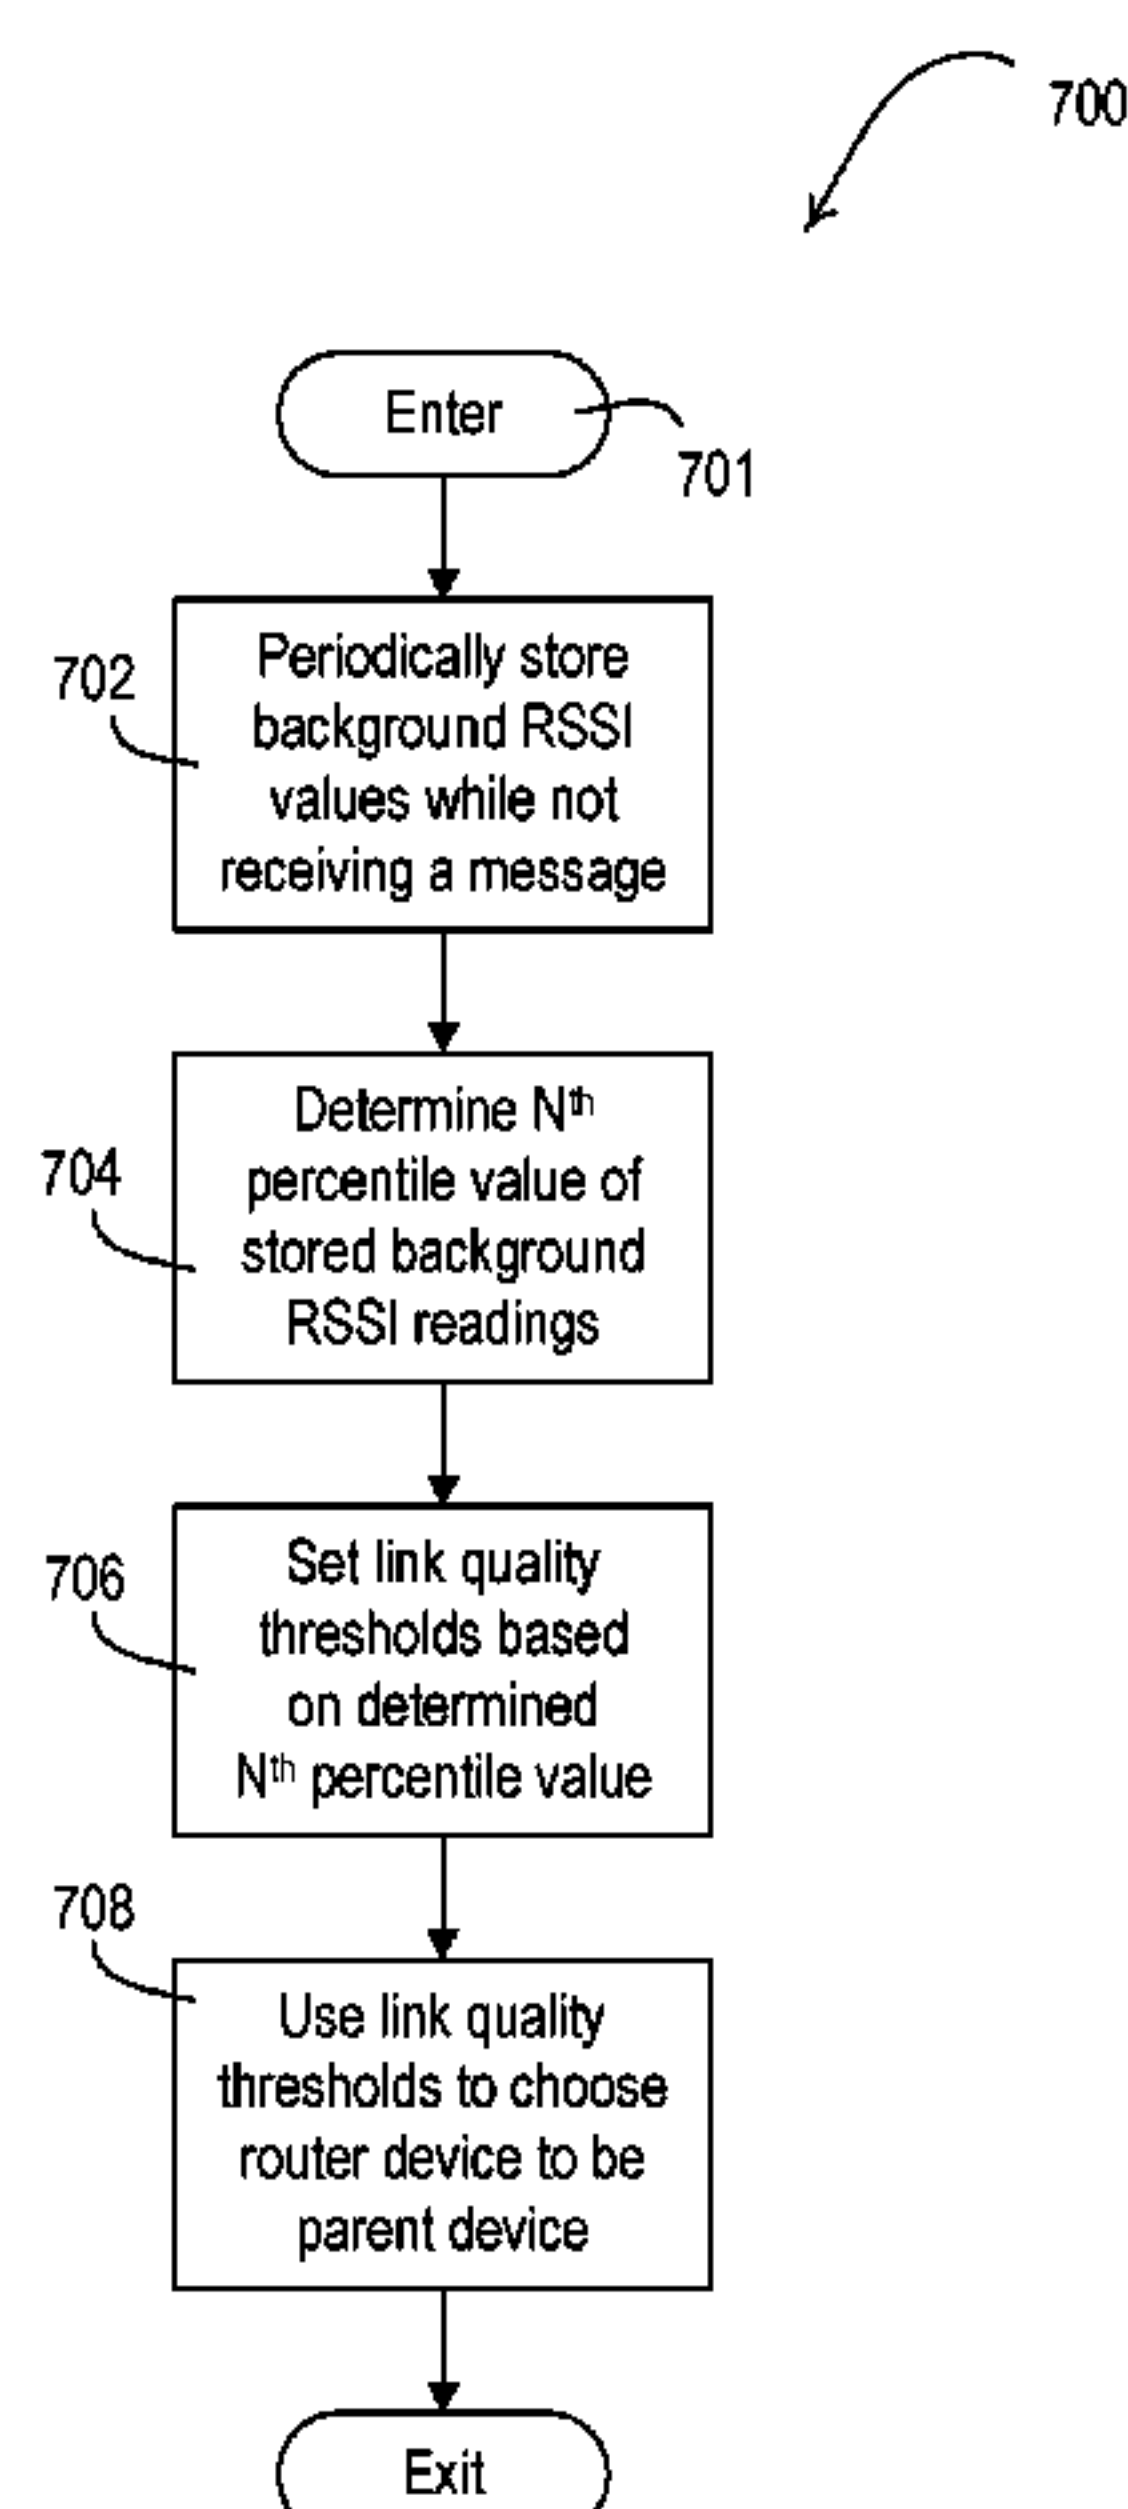 700
Enter
701
702
Periodically store
background RSSI
values while not
receiving a message
704
Determine Nth
percentile value of
stored background
RSSI readings
706
Set link quality
thresholds based
on determined
Nth percentile value
708
Use link quality
thresholds to choose
router device to be
parent device
Exit